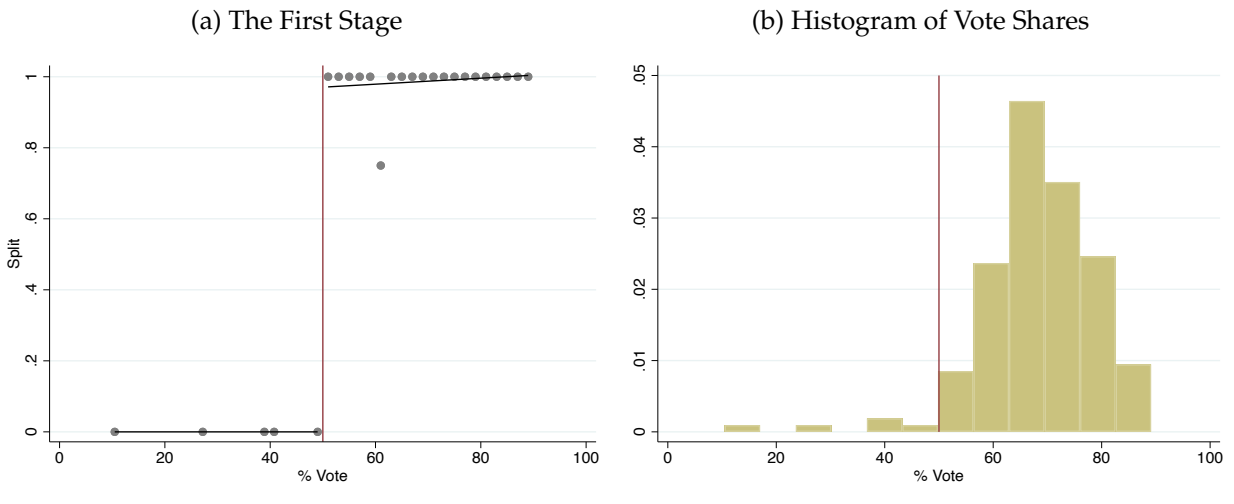 (a) The First Stage
1
.8
.6
.4
.2
0
Split
0 20 40 60 80 100
% Vote
(b) Histogram of Vote Shares
.05
.04
.03
.02
.01
0
0 20 40 60 80 100
% Vote